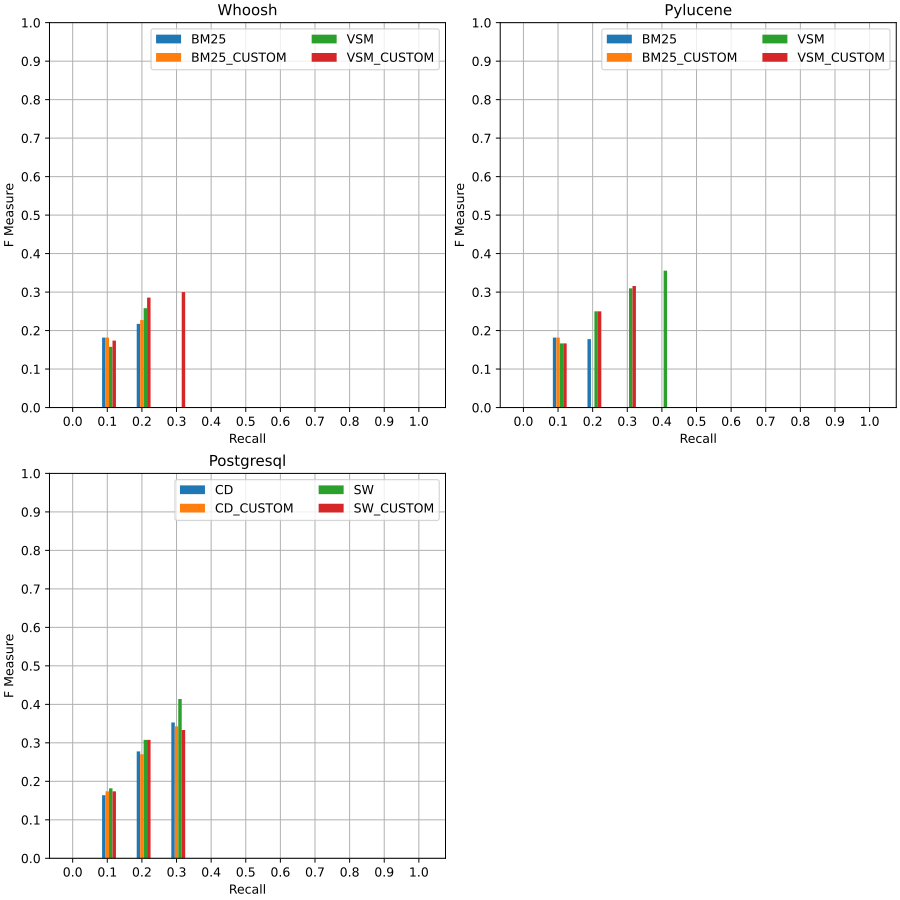 Whoosh
BM25
BM25_CUSTOM
VSM
VSM_CUSTOM
1.0
0.9
0.8
0.7
0.6
0.5
0.4
0.3
0.2
0.1
0.0
F Measure
0.0 0.1 0.2 0.3 0.4 0.5 0.6 0.7 0.8 0.9 1.0
Recall
Pylucene
BM25
BM25_CUSTOM
VSM
VSM_CUSTOM
1.0
0.9
0.8
0.7
0.6
0.5
0.4
0.3
0.2
0.1
0.0
F Measure
0.0 0.1 0.2 0.3 0.4 0.5 0.6 0.7 0.8 0.9 1.0
Recall
Postgresql
CD
CD_CUSTOM
SW
SW_CUSTOM
1.0
0.9
0.8
0.7
0.6
0.5
0.4
0.3
0.2
0.1
0.0
F Measure
0.0 0.1 0.2 0.3 0.4 0.5 0.6 0.7 0.8 0.9 1.0
Recall